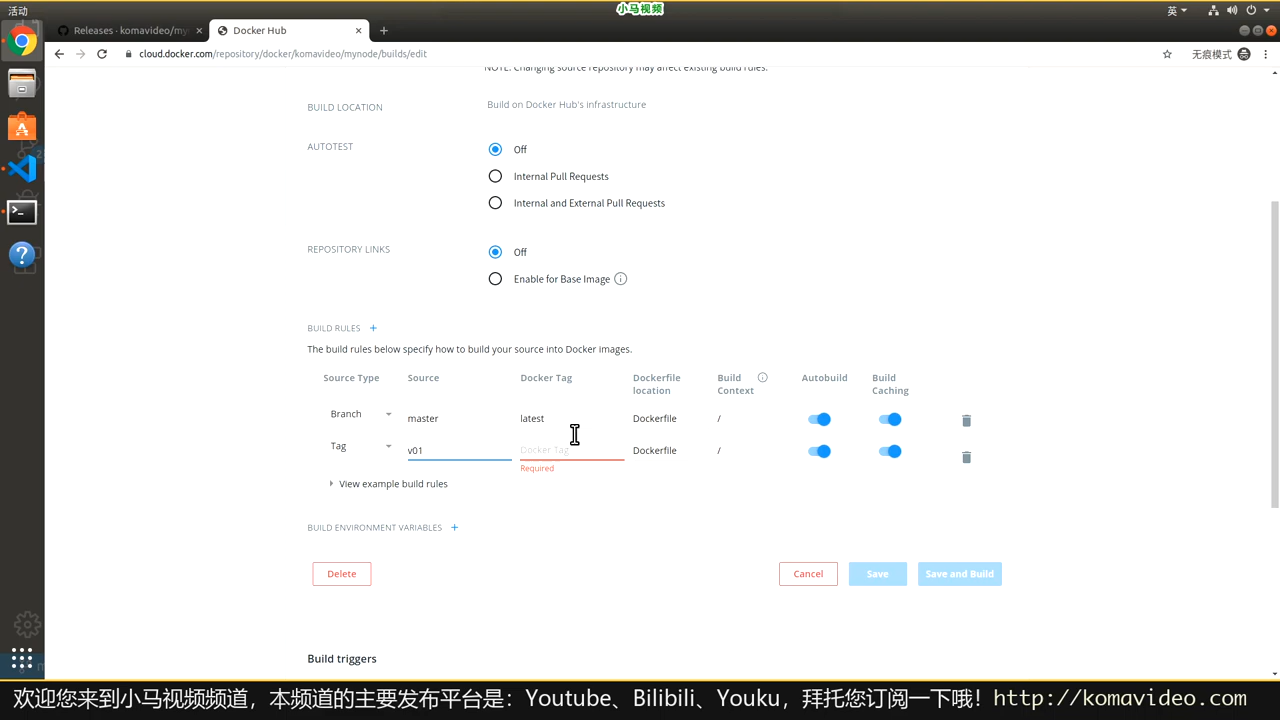 活动
小马视频
英
Releases · komavideo/my
Docker Hub
cloud.docker.com/repository/docker/komavideo/mynode/builds/edit
无痕模式
NOTE: Changing source repository may affect existing build rules.
BUILD LOCATION
Build on Docker Hub's infrastructure
AUTOTEST
Off
Internal Pull Requests
Internal and External Pull Requests
REPOSITORY LINKS
Off
Enable for Base Image
BUILD RULES +
The build rules below specify how to build your source into Docker images.
Source Type Source Docker Tag Dockerfile location Build Context Autobuild Build Caching
Branch master latest Dockerfile /
Tag v01 Docker Tag Dockerfile /
Required
View example build rules
BUILD ENVIRONMENT VARIABLES +
Delete Cancel Save Save and Build
Build triggers
欢迎您来到小马视频频道，本频道的主要发布平台是：Youtube、Bilibili、Youku，拜托您订阅一下哦！http://komavideo.com